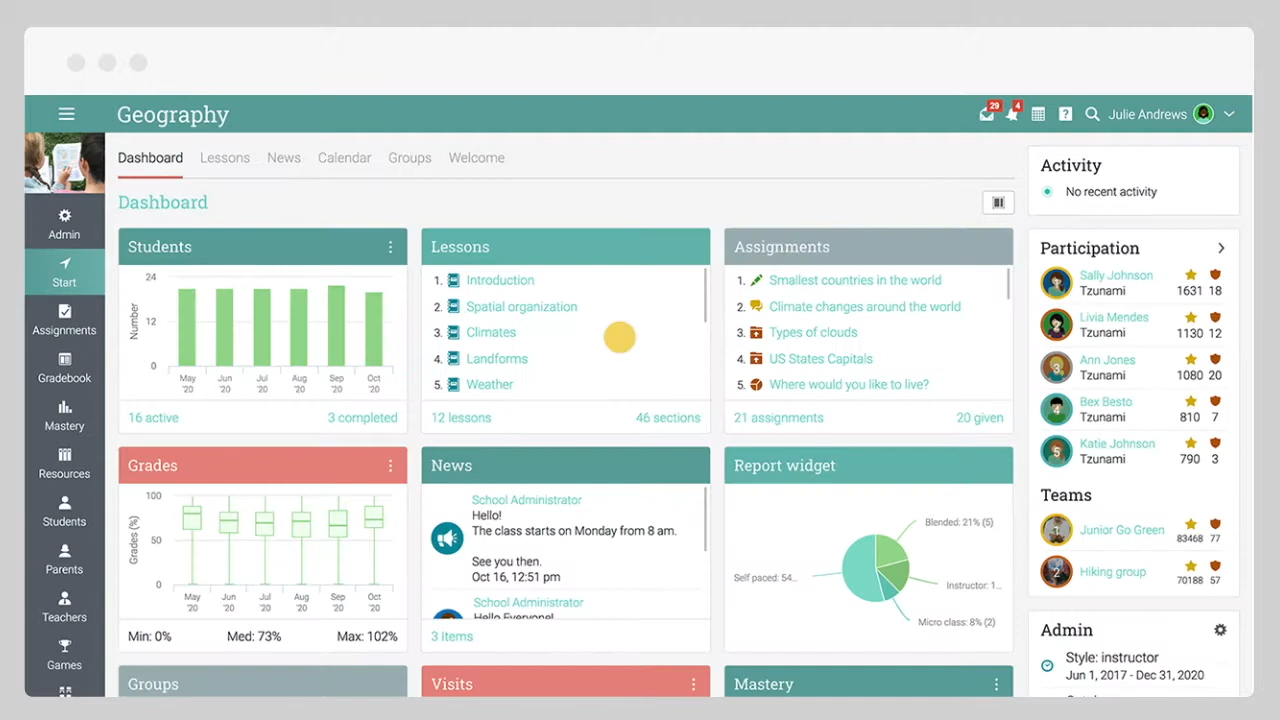 Geography
29
4
?
Julie Andrews
Dashboard
Lessons
News
Calendar
Groups
Welcome
Dashboard
Admin
Start
Assignments
Gradebook
Mastery
Resources
Students
Parents
Teachers
Games
Students
24
12
0
Number
May '20
Jun '20
Jul '20
Aug '20
Sep '20
Oct '20
16 active
3 completed
Lessons
1. Introduction
2. Spatial organization
3. Climates
4. Landforms
5. Weather
12 lessons
46 sections
Assignments
1. Smallest countries in the world
2. Climate changes around the world
3. Types of clouds
4. US States Capitals
5. Where would you like to live?
21 assignments
20 given
Grades
100
50
0
Grades (%)
May '20
Jun '20
Jul '20
Aug '20
Sep '20
Oct '20
Min: 0%
Med: 73%
Max: 102%
News
School Administrator
Hello!
The class starts on Monday from 8 am.
See you then.
Oct 16, 12:51 pm
School Administrator
Hello Everyone!
3 items
Report widget
Blended: 21% (5)
Self paced: 54...
Instructor: 1...
Micro class: 8% (2)
Groups
Visits
Mastery
Activity
No recent activity
Participation
Sally Johnson
Tzunami
1631 18
Livia Mendes
Tzunami
1130 12
3
Ann Jones
Tzunami
1080 20
4
Bex Besto
Tzunami
810 7
5
Katie Johnson
Tzunami
790 3
Teams
1
Junior Go Green
83468 77
2
Hiking group
70188 57
Admin
Style: instructor
Jun 1, 2017 - Dec 31, 2020